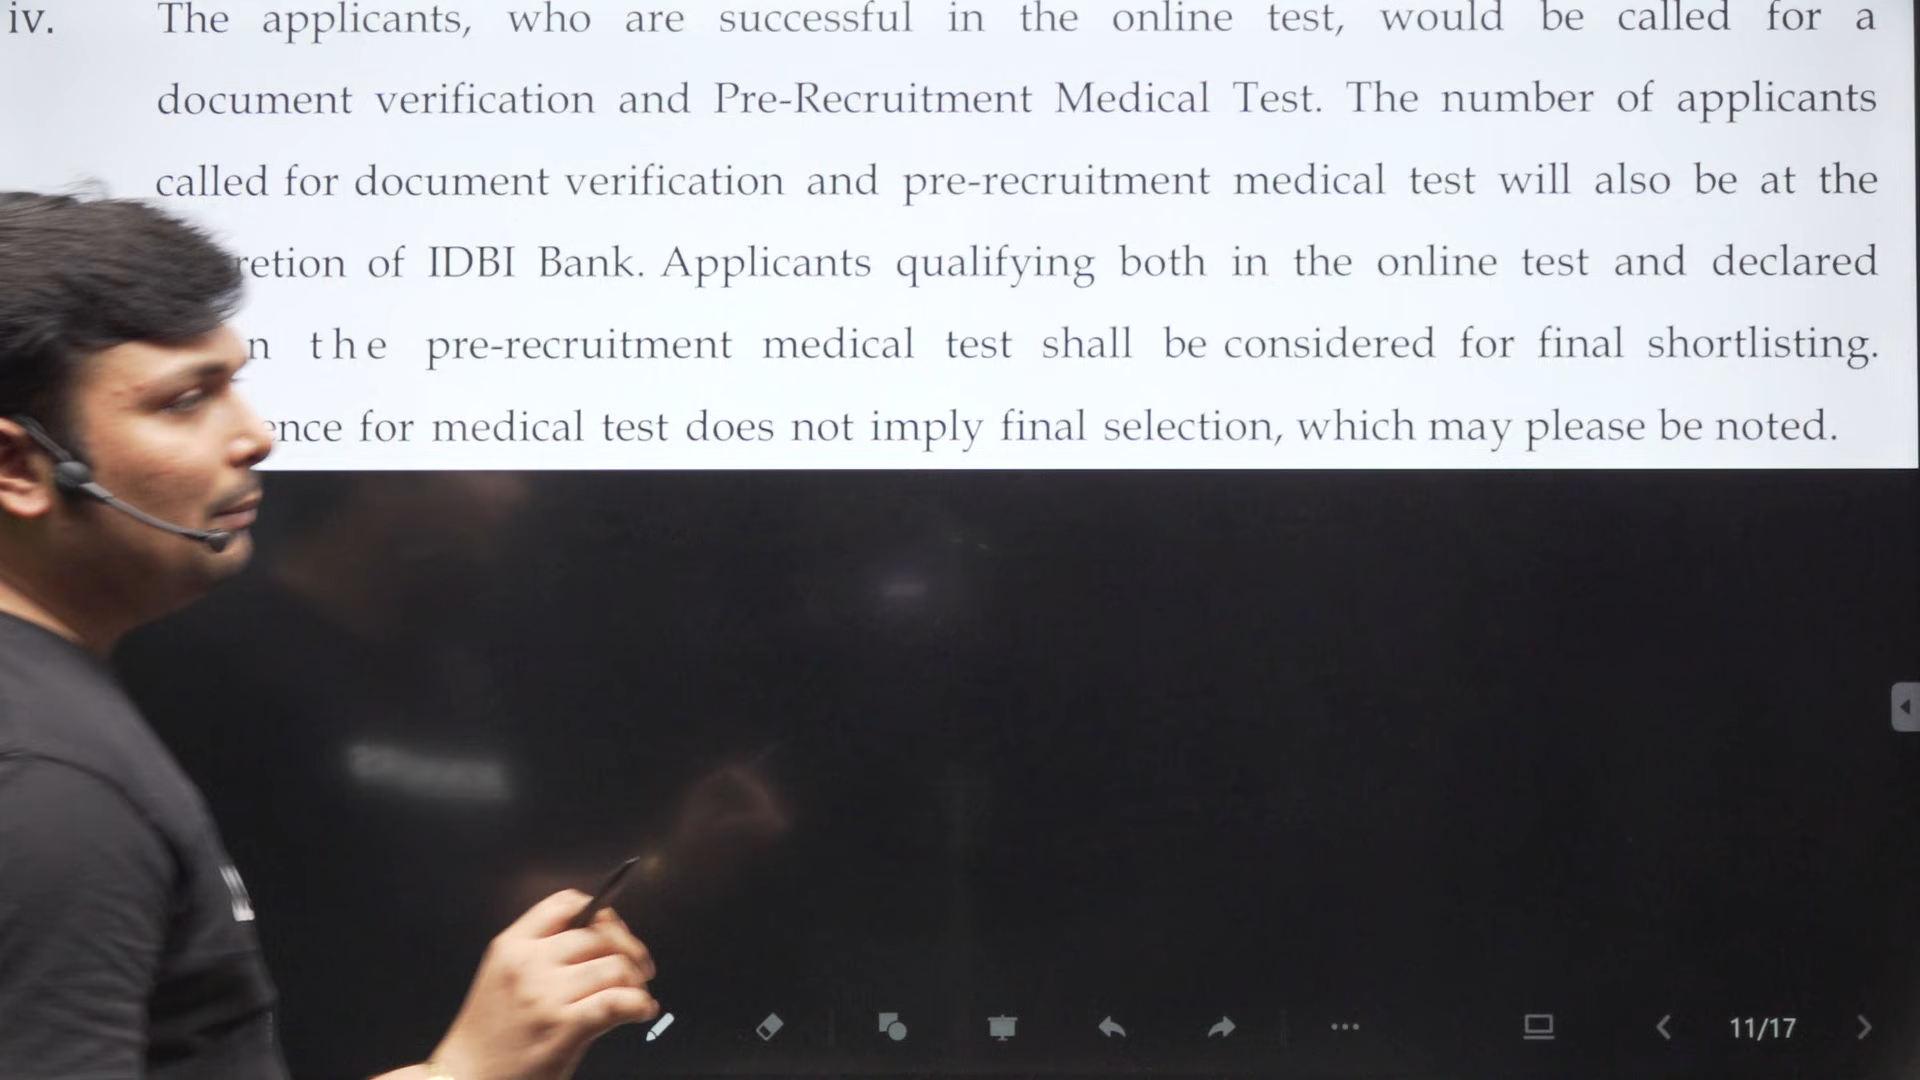 iv. The applicants, who are successful in the online test, would be called for a
document verification and Pre-Recruitment Medical Test. The number of applicants
called for document verification and pre-recruitment medical test will also be at the
retion of IDBI Bank. Applicants qualifying both in the online test and declared
n the pre-recruitment medical test shall be considered for final shortlisting.
ence for medical test does not imply final selection, which may please be noted.
11/17